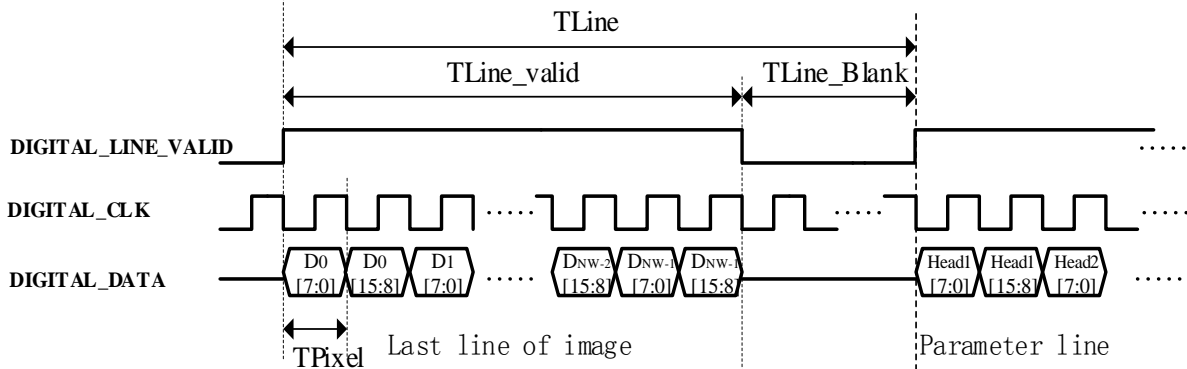 TLine
TLine_valid TLine_Blank
DIGITAL_LINE_VALID ·····
DIGITAL_CLK ····· ····· ·····
DIGITAL_DATA D0 [7:0] D0 [15:8] D1 [7:0] ····· DNW-2 [15:8] DNW-1 [7:0] DNW-1 [15:8] Head1 [7:0] Head1 [15:8] Head2 [7:0] ·····
TPixel Last line of image Parameter line